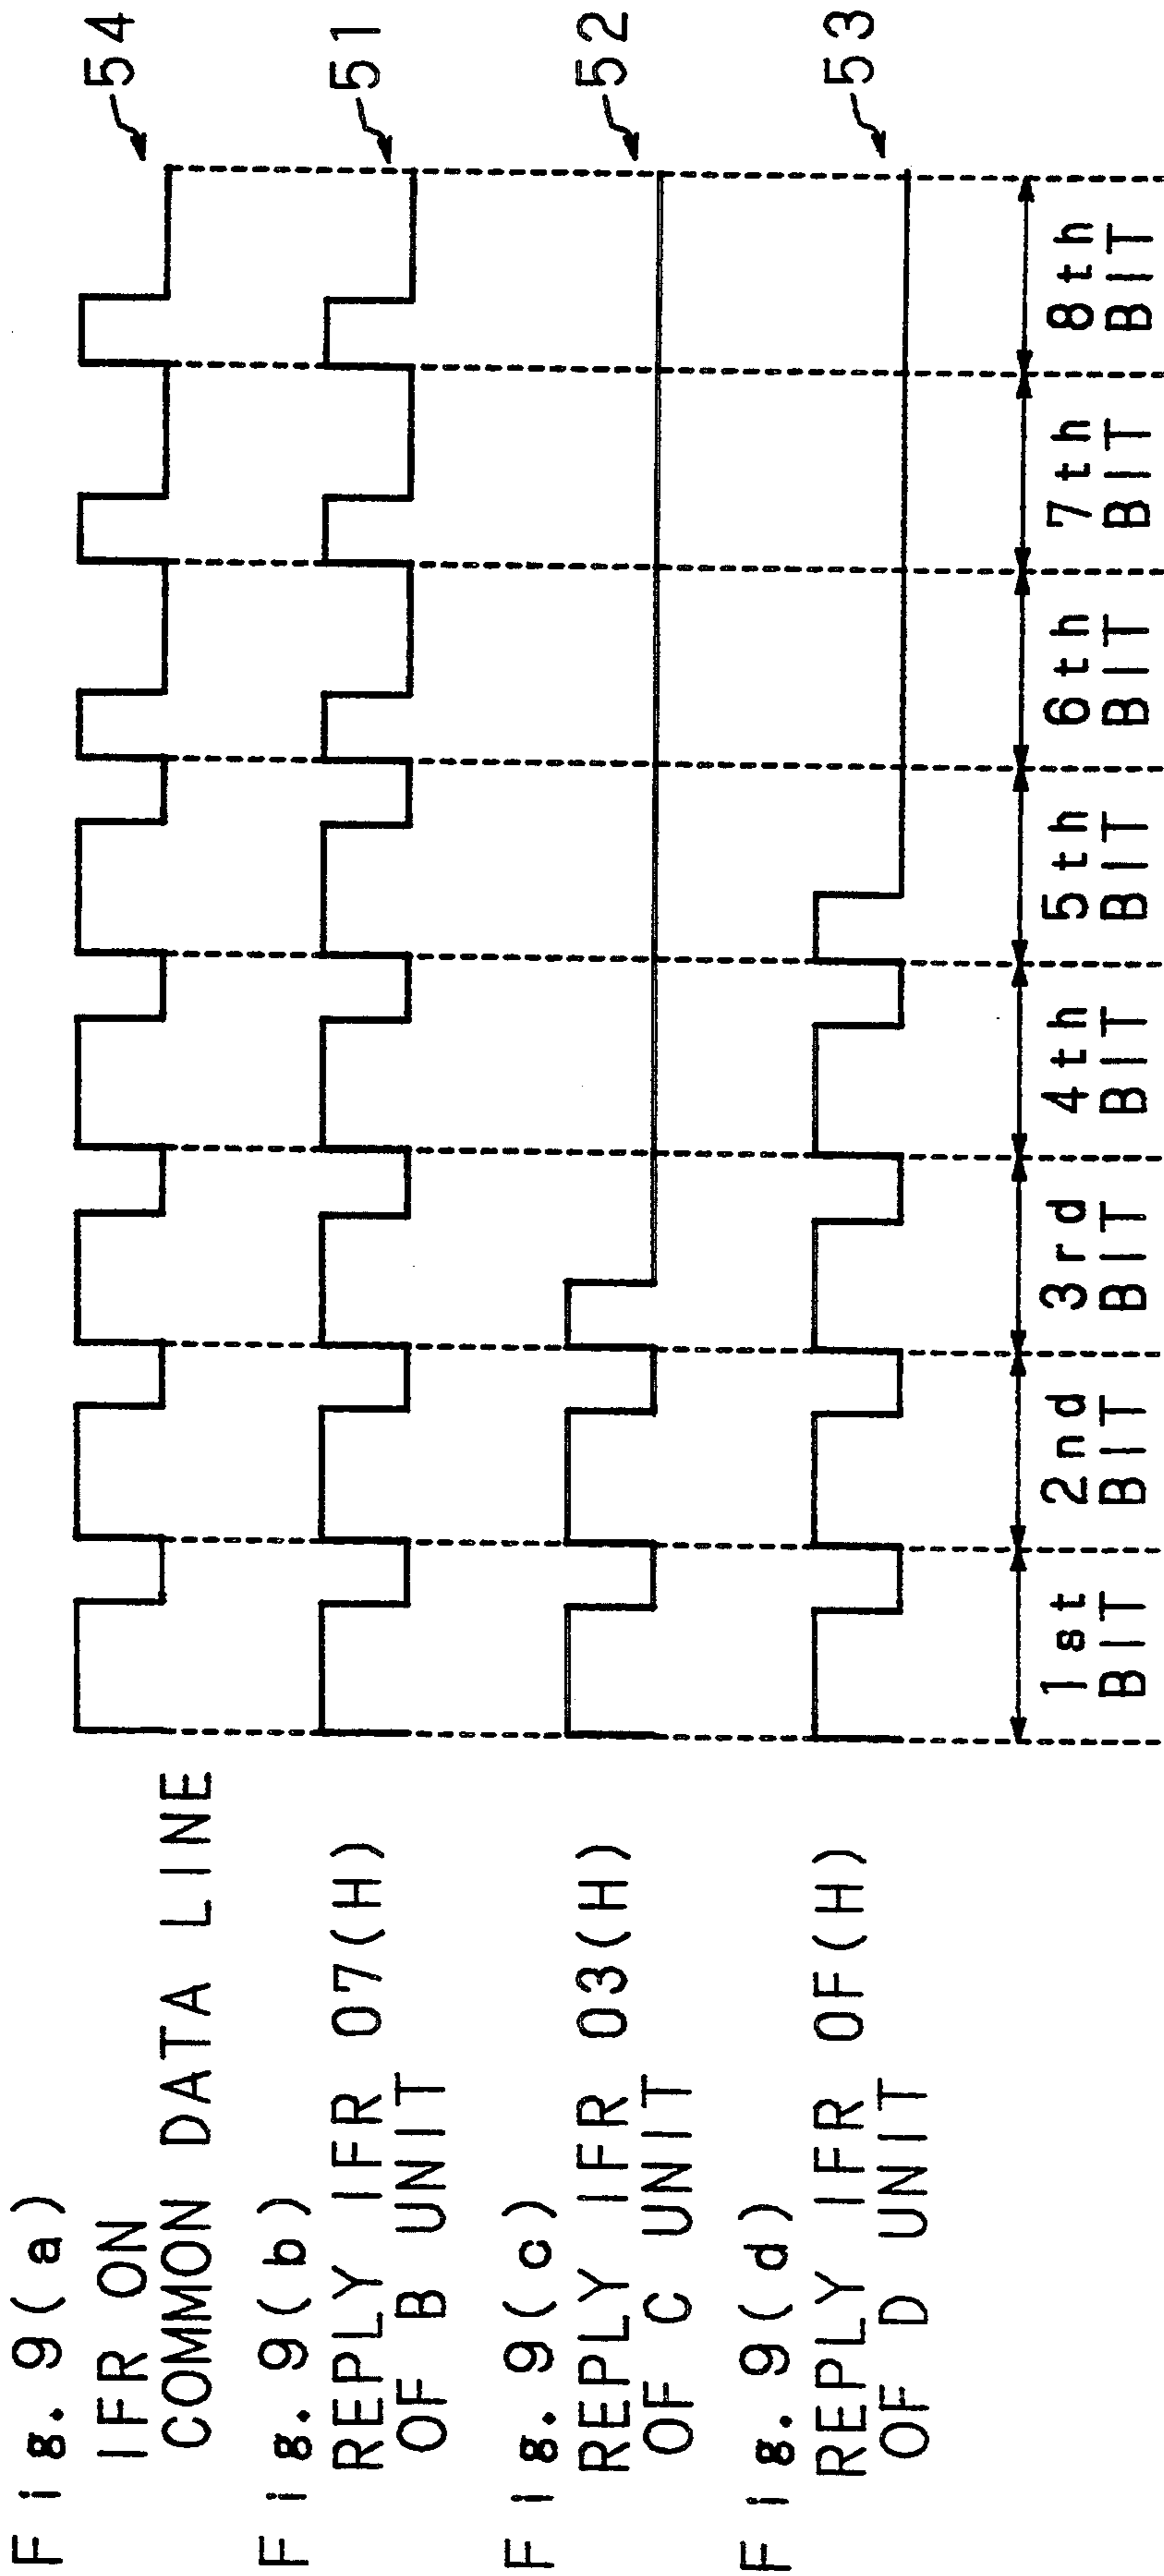 Fig. 9(a)
IFR ON
COMMON DATA LINE
54
Fig. 9(b)
REPLY IFR 07(H)
OF B UNIT
51
Fig. 9(c)
REPLY IFR 03(H)
OF C UNIT
52
Fig. 9(d)
REPLY IFR 0F(H)
OF D UNIT
53
1st BIT
2nd BIT
3rd BIT
4th BIT
5th BIT
6th BIT
7th BIT
8th BIT